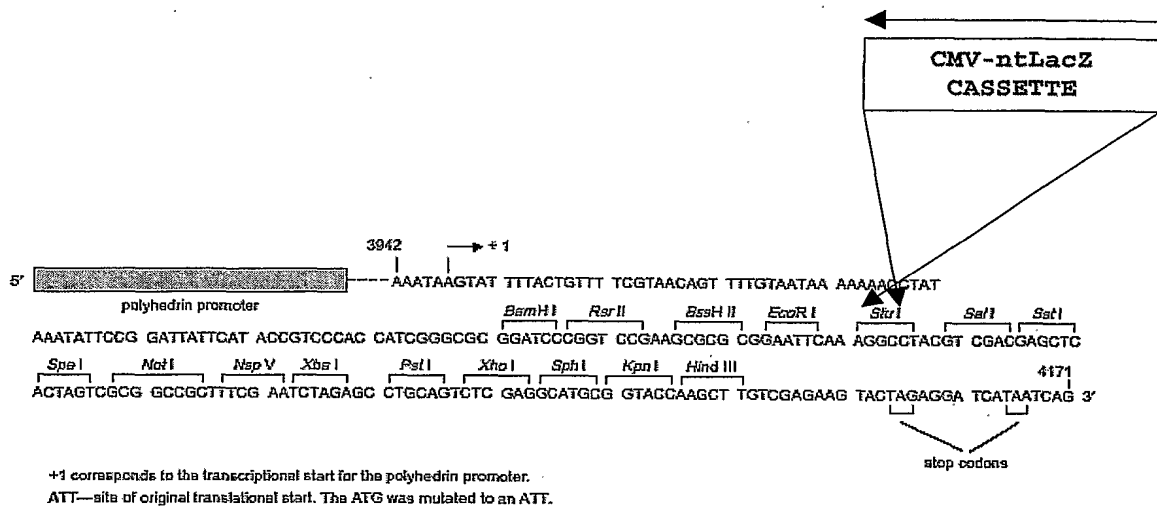 CMV-ntLacZ
CASSETTE
3942
+1
5′
AAATAAGTAT TTTACTGTTT TCGTAACAGT TTTGTAATAA AAAAACCTAT
polyhedrin promoter
BamH I Rsr II BssH II EcoR I Stu I Sal I Sst I
AAATATTCCG GATTATTCAT ACCGTCCCAC CATCGGGCGC GGATCCCGGT CCGAAGCGCG CGGAATTCAA AGGCCTACGT CGACGAGCTC
Spe I Not I Nsp V Xba I Pst I Xho I Sph I Kpn I Hind III 4171
ACTAGTCGCG GCCGCTTTCG AATCTAGAGC CTGCAGTCTC GAGGCATGCG GTACCAAGCT TGTCGAGAAG TACTAGAGGA TCATAATCAG 3′
stop codons
+1 corresponds to the transcriptional start for the polyhedrin promoter.
ATT—site of original translational start. The ATG was mutated to an ATT.